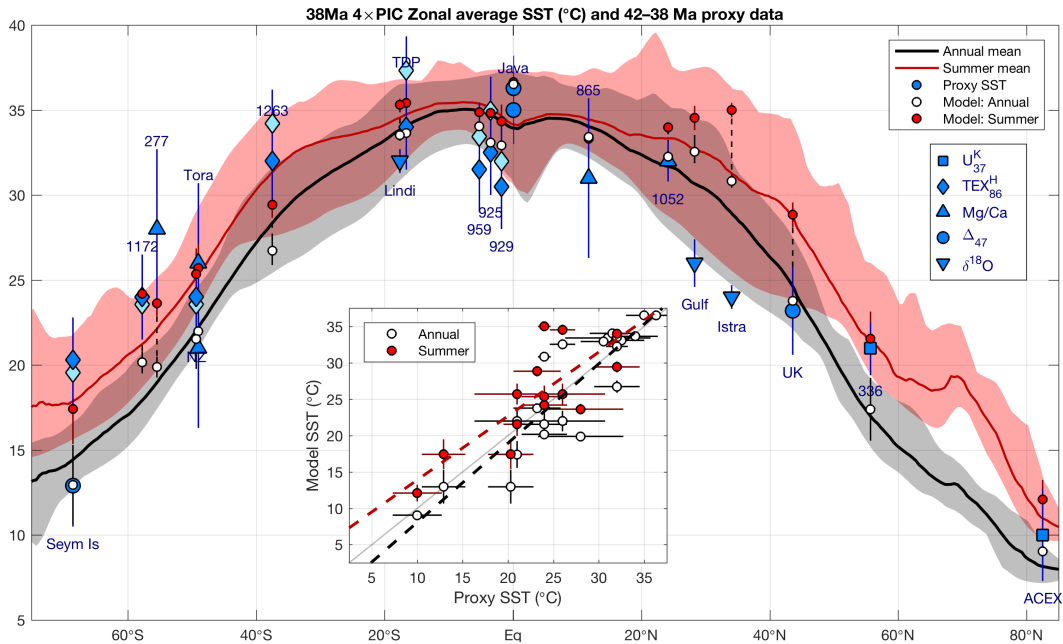 38Ma 4×PIC Zonal average SST (°C) and 42–38 Ma proxy data
40
35
30
25
20
15
10
5
60°S
40°S
20°S
Eq
20°N
40°N
60°N
80°N
Annual mean
Summer mean
Proxy SST
Model: Annual
Model: Summer
U₃₇ᴷ
TEX₈₆ᴴ
Mg/Ca
Δ₄₇
δ¹⁸O
Seym Is
1172
277
Tora
NZ
1263
TDP
Lindi
959
925
929
Java
865
1052
Gulf
Istra
UK
336
ACEX
Annual
Summer
Model SST (°C)
35
30
25
20
15
10
5
5
10
15
20
25
30
35
Proxy SST (°C)